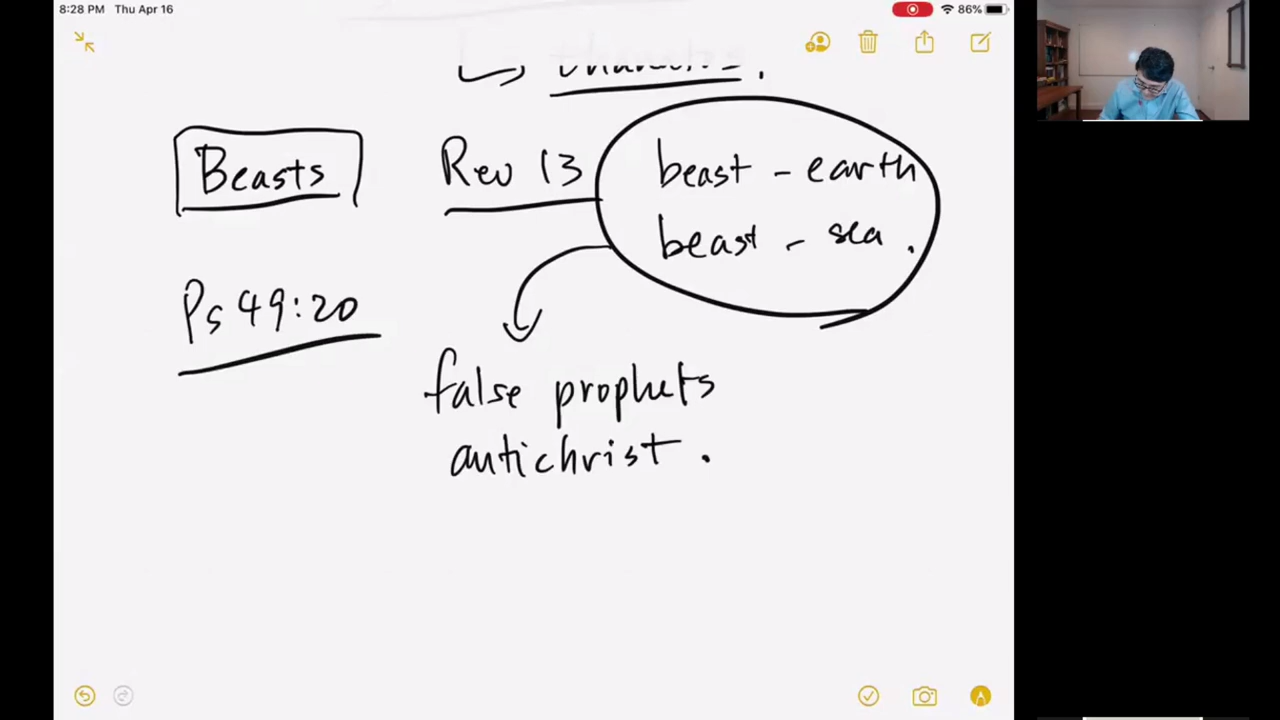 8:28 PM Thu Apr 16
86%
Beasts
Rev 13
beast - earth
beast - sea.
Ps 49:20
false prophets
antichrist.